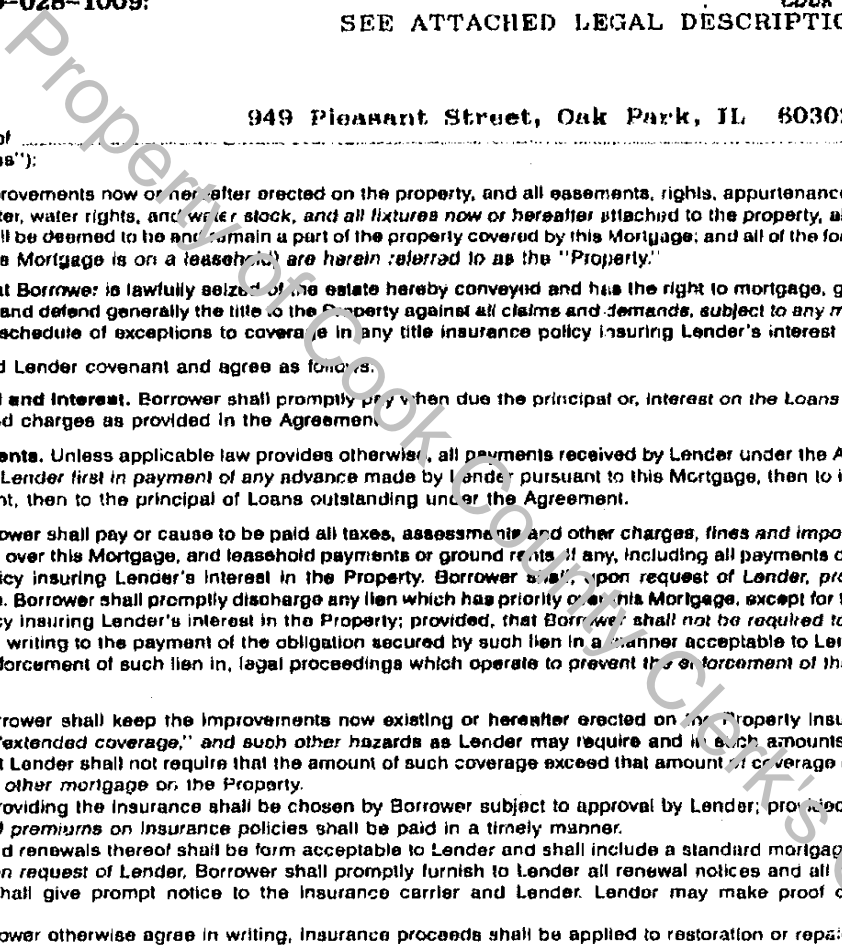 -028-1009:
SEE ATTACHED LEGAL DESCRIPTIO
949 Pleasant Street, Oak Park, IL 6030
of
s"):
rovements now or hereafter erected on the property, and all easements, rights, appurtenanc
er, water rights, and water stock, and all fixtures now or hereafter attached to the property, a
ll be deemed to be and remain a part of the property covered by this Mortgage; and all of the fo
s Mortgage is on a leasehold) are herein referred to as the "Property."
at Borrower is lawfully seized of the estate hereby conveyed and has the right to mortgage, g
and defend generally the title to the Property against all claims and demands, subject to any m
schedule of exceptions to coverage in any title insurance policy insuring Lender's interest
d Lender covenant and agree as follows:
l and Interest. Borrower shall promptly pay when due the principal or, interest on the Loans
d charges as provided in the Agreement
ents. Unless applicable law provides otherwise, all payments received by Lender under the A
Lender first in payment of any advance made by Lender pursuant to this Mortgage, then to i
nt, then to the principal of Loans outstanding under the Agreement.
ower shall pay or cause to be paid all taxes, assessments and other charges, fines and impo
over this Mortgage, and leasehold payments or ground rents, if any, including all payments d
icy insuring Lender's interest in the Property. Borrower shall, upon request of Lender, pr
. Borrower shall promptly discharge any lien which has priority over this Mortgage, except for
cy insuring Lender's interest in the Property; provided, that Borrower shall not be required to
writing to the payment of the obligation secured by such lien in a manner acceptable to Le
forcement of such lien in, legal proceedings which operate to prevent the enforcement of th
rrower shall keep the improvements now existing or hereafter erected on the Property insu
"extended coverage," and such other hazards as Lender may require and in such amounts
t Lender shall not require that the amount of such coverage exceed that amount of coverage
other mortgage on the Property.
roviding the insurance shall be chosen by Borrower subject to approval by Lender; provided
l premiums on insurance policies shall be paid in a timely manner.
d renewals thereof shall be form acceptable to Lender and shall include a standard mortgag
n request of Lender, Borrower shall promptly furnish to Lender all renewal notices and all
hall give prompt notice to the insurance carrier and Lender. Lender may make proof o
ower otherwise agree in writing, insurance proceeds shall be applied to restoration or repai
Property of Cook County Clerk's